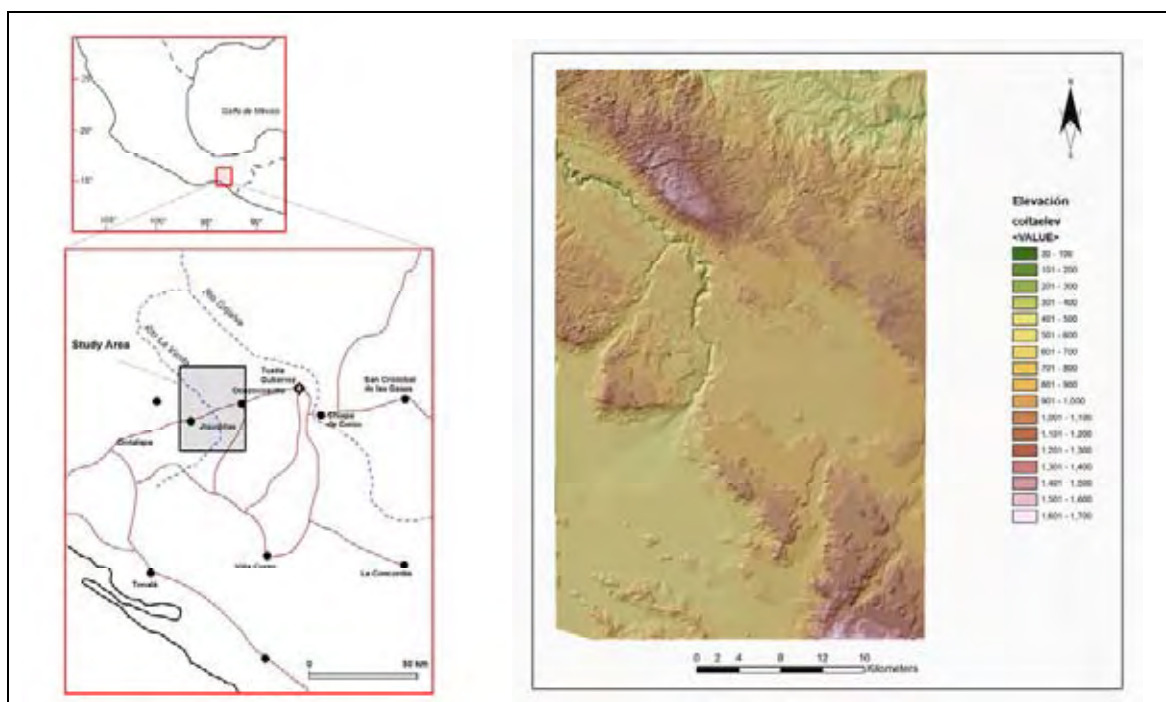 Golfo de México
25°
20°
15°
105°
100°
95°
90°
Río Grijalva
Río La Venta
Study Area
Tuxtla
Gutiérrez
San Cristóbal
de las Casas
Ocozocoautla
Chiapa
de Corzo
Jiquipilas
Cintalapa
Villa Corzo
La Concordia
Tonalá
0 50 km
N
S
Elevación
coitaelev
<VALUE>
20 - 100
101 - 200
201 - 300
301 - 400
401 - 500
501 - 600
601 - 700
701 - 800
801 - 900
901 - 1,000
1,001 - 1,100
1,101 - 1,200
1,201 - 1,300
1,301 - 1,400
1,401 - 1,500
1,501 - 1,600
1,601 - 1,700
0 2 4 8 12 16
Kilometers